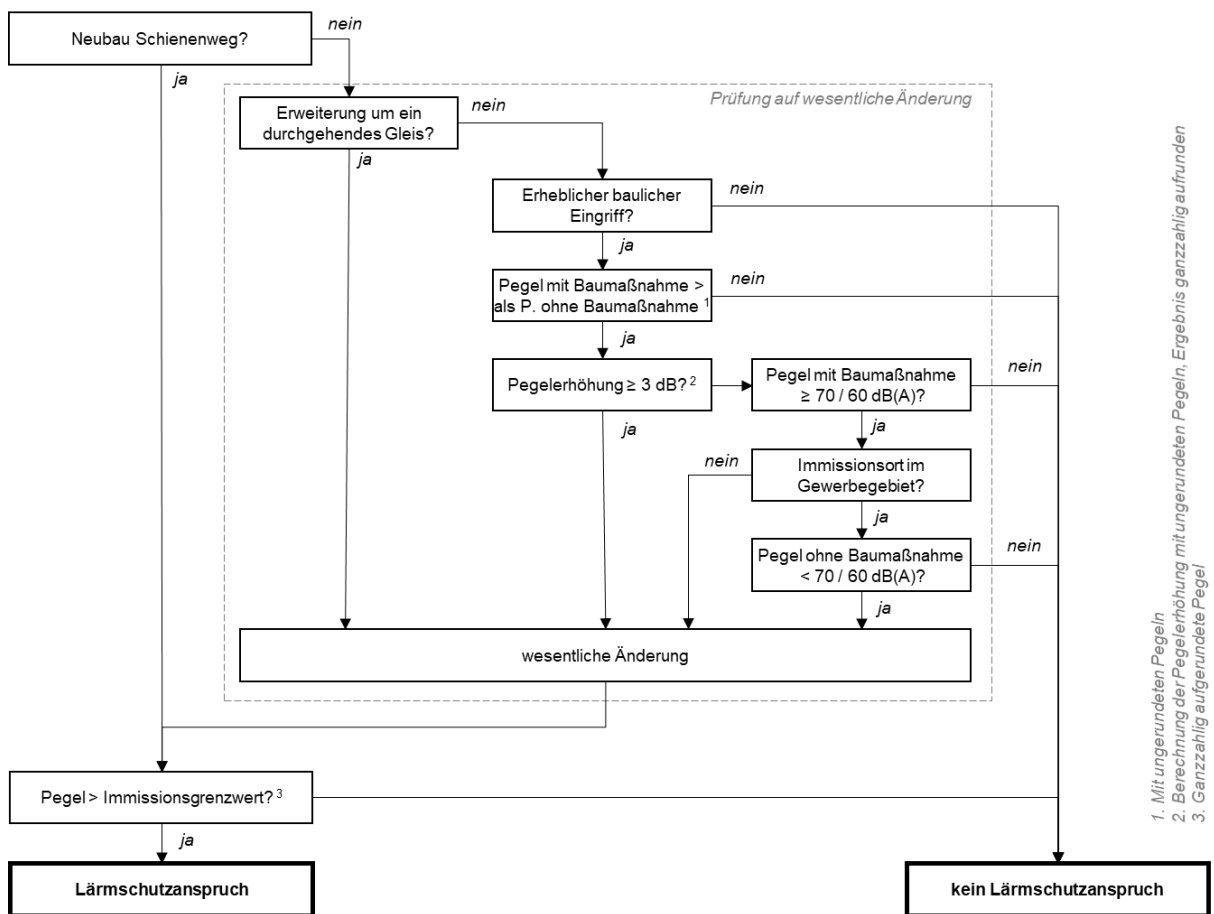 nein
Neubau Schienenweg?
ja
Prüfung auf wesentliche Änderung
nein
Erweiterung um ein
durchgehendes Gleis?
ja
nein
Erheblicher baulicher
Eingriff?
ja
nein
Pegel mit Baumaßnahme >
als P. ohne Baumaßnahme 1
ja
nein
Pegelerhöhung ≥ 3 dB? 2
Pegel mit Baumaßnahme
≥ 70 / 60 dB(A)?
ja
ja
nein
Immissionsort im
Gewerbegebiet?
ja
nein
Pegel ohne Baumaßnahme
< 70 / 60 dB(A)?
ja
wesentliche Änderung
Pegel > Immissionsgrenzwert? 3
ja
Lärmschutzanspruch
kein Lärmschutzanspruch
1. Mit ungerundeten Pegeln
2. Berechnung der Pegelerhöhung mit ungerundeten Pegeln, Ergebnis ganzzahlig aufrunden
3. Ganzzahlig aufgerundete Pegel